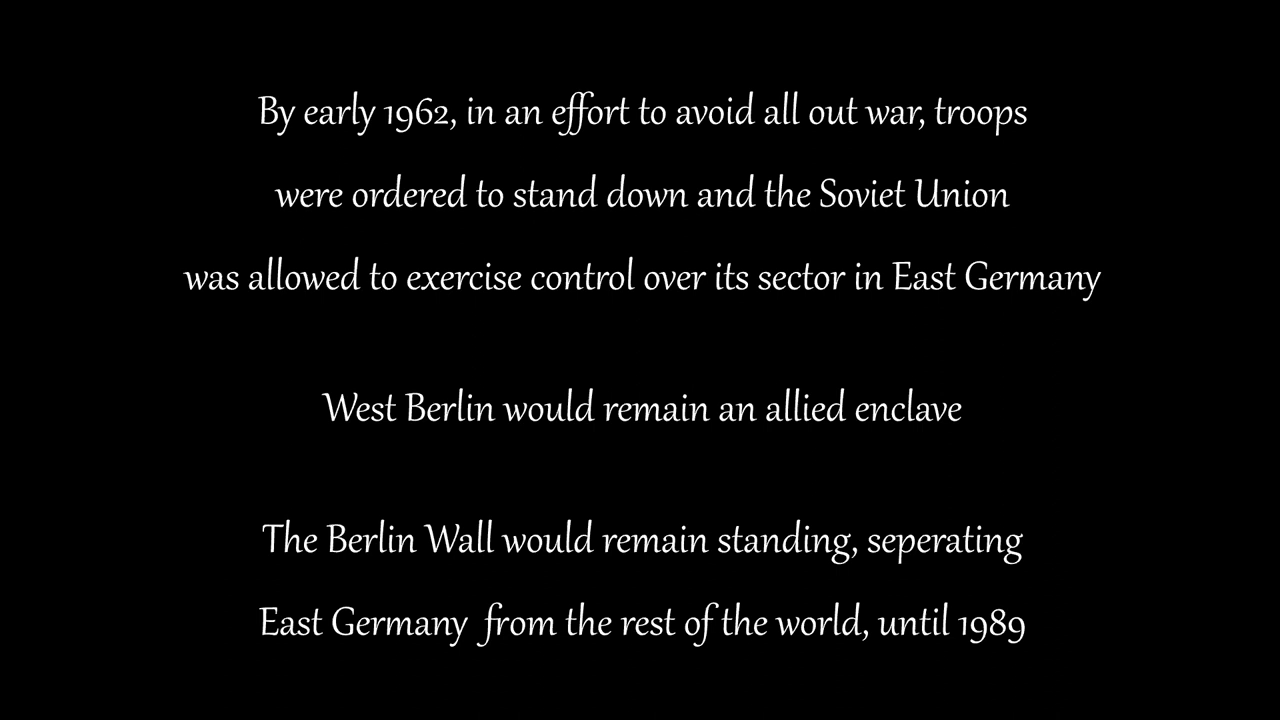 By early 1962, in an effort to avoid all out war, troops
were ordered to stand down and the Soviet Union
was allowed to exercise control over its sector in East Germany
West Berlin would remain an allied enclave
The Berlin Wall would remain standing, seperating
East Germany  from the rest of the world, until 1989